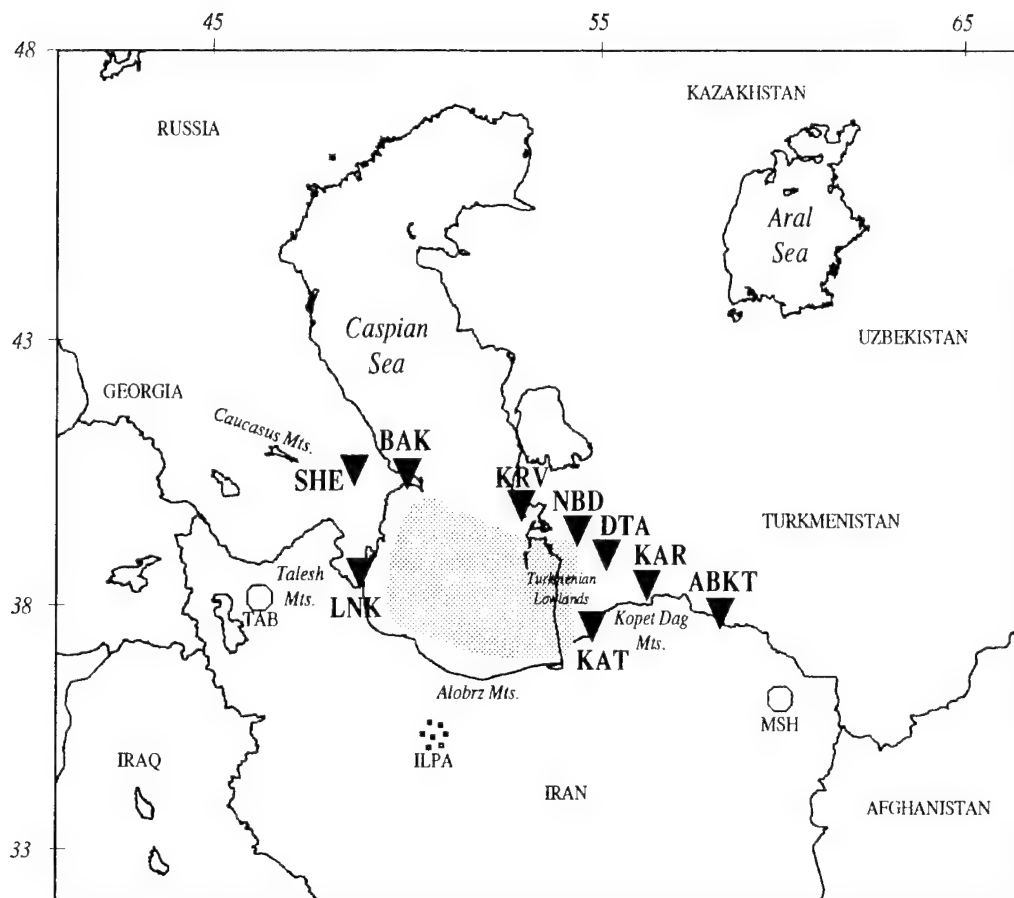 45 55 65
48
KAZAKHSTAN
RUSSIA
Aral
Sea
Caspian
Sea
43
UZBEKISTAN
GEORGIA
Caucasus Mts.
BAK
SHE
KRV
NBD
DTA
TURKMENISTAN
KAR
ABKT
Talesh
Mts.
Turkmenian
Lowlands
LNK
38
TAB
Kopet Dag
Mts.
KAT
Alobrz Mts.
MSH
ILPA
IRAQ
IRAN
AFGHANISTAN
33